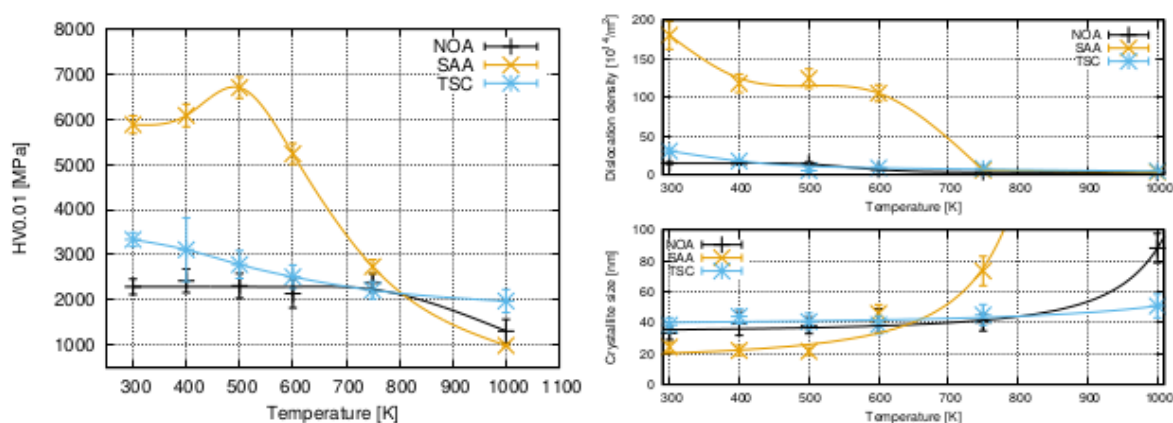 HV0.01 [MPa]
8000
7000
6000
5000
4000
3000
2000
1000
NOA
SAA
TSC
300 400 500 600 700 800 900 1000 1100
Temperature [K]
Dislocation density [10¹⁴/m²]
200
150
100
50
0
NOA
SAA
TSC
300 400 500 600 700 800 900 1000
Temperature [K]
Crystallite size [nm]
100
80
60
40
20
0
NOA
SAA
TSC
300 400 500 600 700 800 900 1000
Temperature [K]